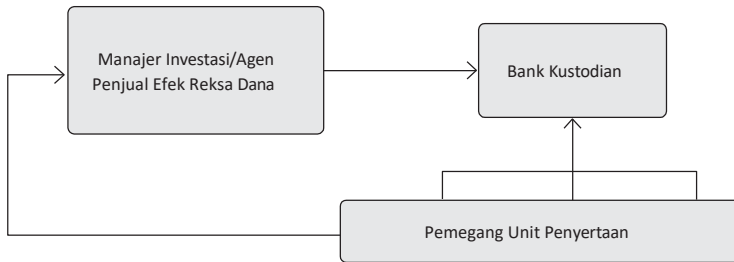 Manajer Investasi/Agen
Penjual Efek Reksa Dana
Bank Kustodian
Pemegang Unit Penyertaan